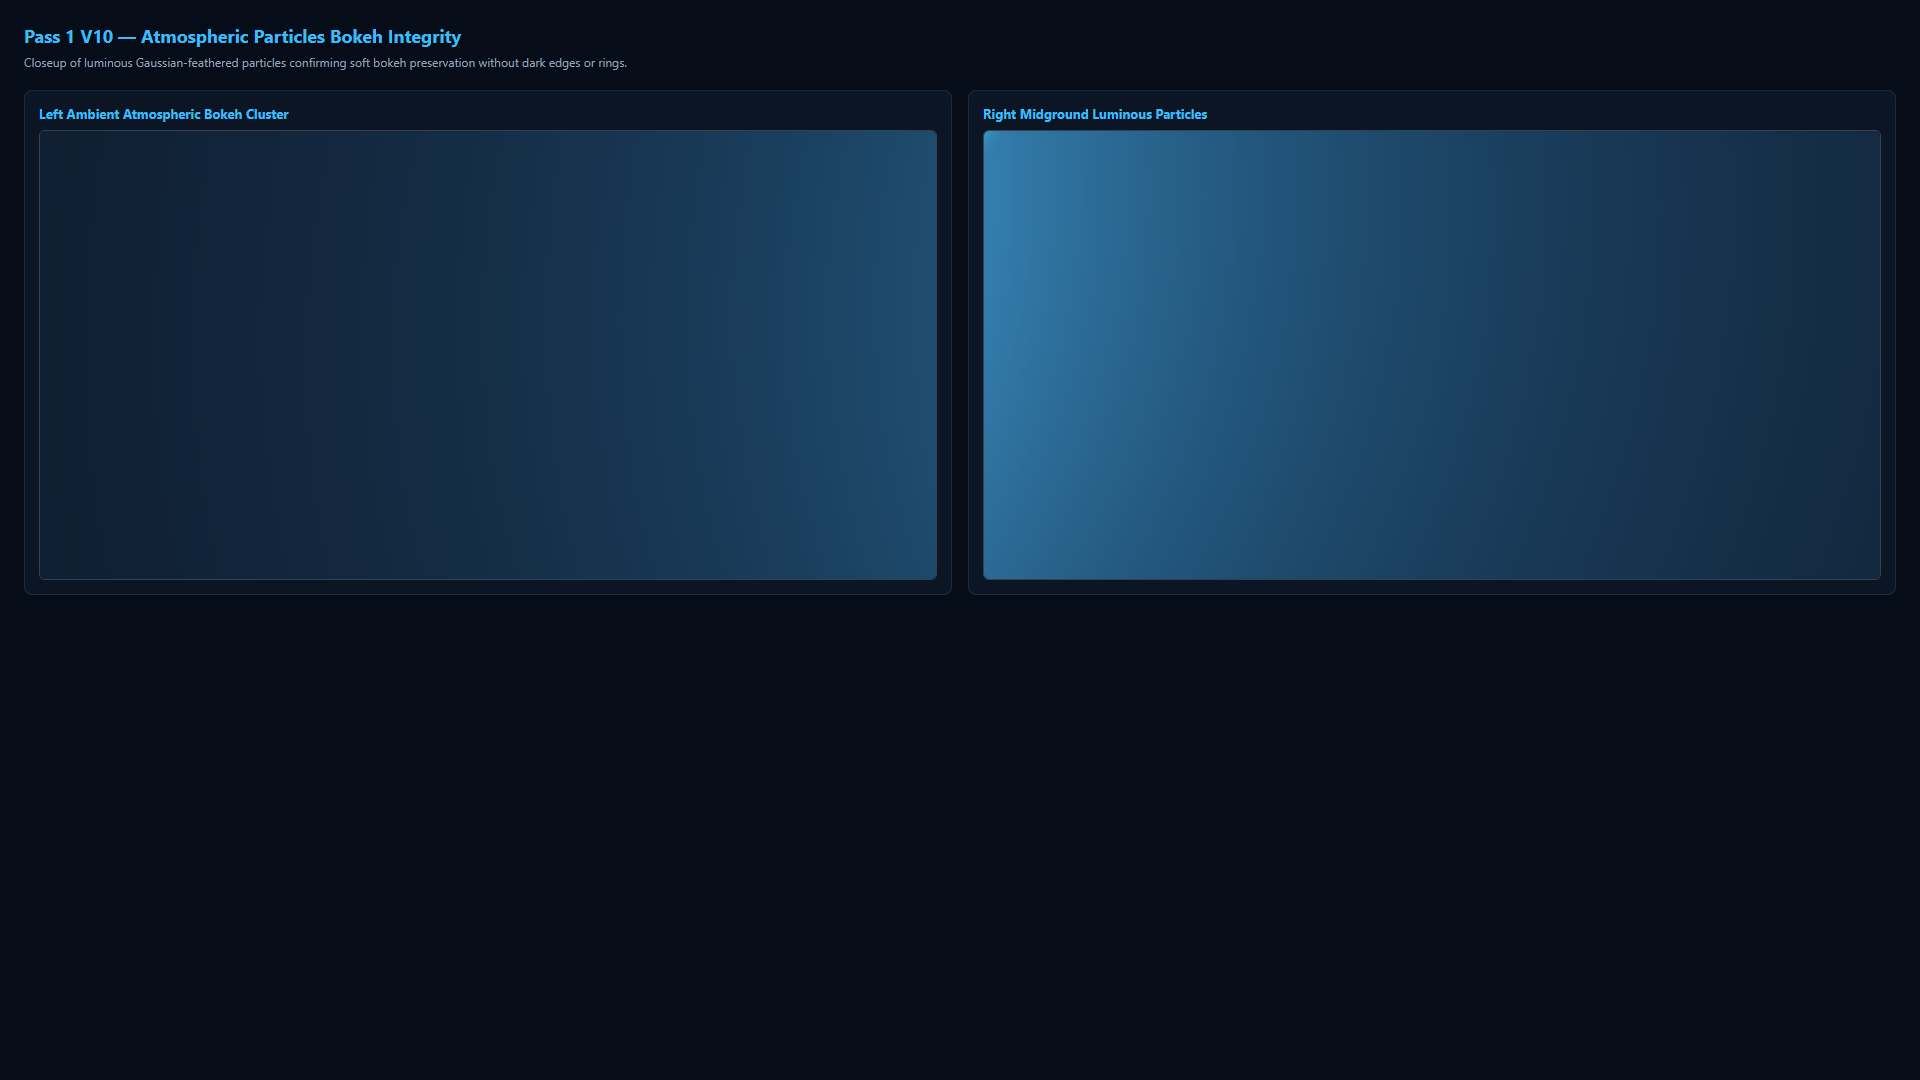 Pass 1 V10 — Atmospheric Particles Bokeh Integrity
Closeup of luminous Gaussian-feathered particles confirming soft bokeh preservation without dark edges or rings.
Left Ambient Atmospheric Bokeh Cluster
Right Midground Luminous Particles